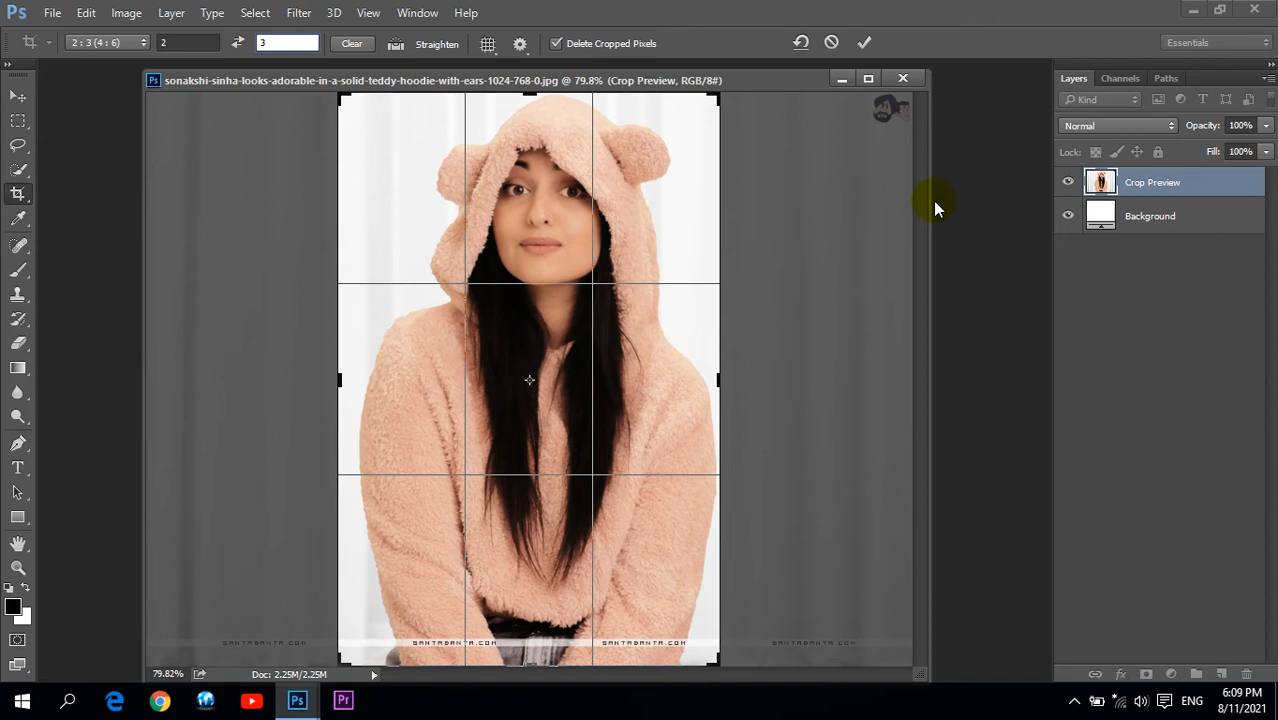 Ps File Edit Image Layer Type Select Filter 3D View Window Help
2 : 3 (4 : 6) 2 3 Clear Straighten Delete Cropped Pixels Essentials
Ps sonakshi-sinha-looks-adorable-in-a-solid-teddy-hoodie-with-ears-1024-768-0.jpg @ 79.8% (Crop Preview, RGB/8#)
Layers Channels Paths
Kind
Normal Opacity: 100%
Lock: Fill: 100%
Crop Preview
Background
SANTABANTA.COM SANTABANTA.COM SANTABANTA.COM SANTABANTA.COM
79.82% Doc: 2.25M/2.25M
Ps Pr ENG 6:09 PM
8/11/2021